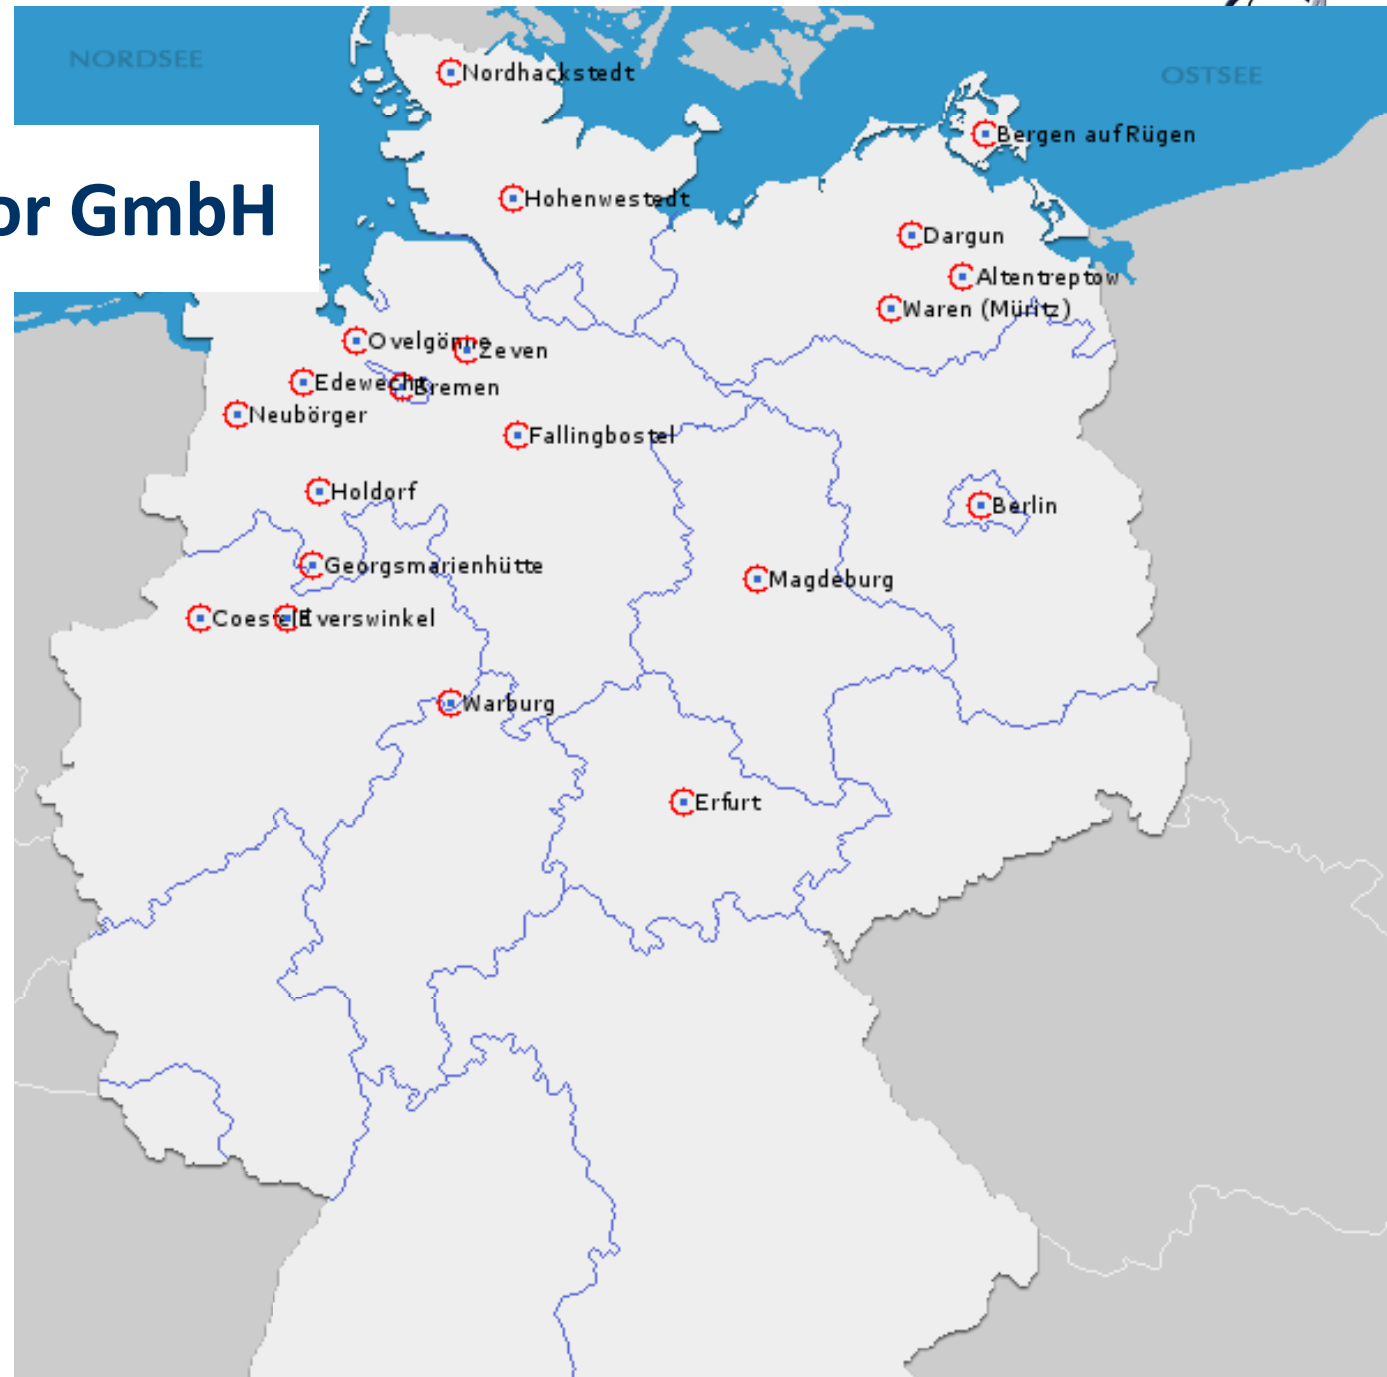 NORDSEE
Nordhackstedt
OSTSEE
Bergen auf Rügen
or GmbH
Hohenwestedt
Dargun
Altentreptow
Waren (Müritz)
Ovelgönne
Zeven
Edewecht
Bremen
Neubörger
Fallingbostel
Holdorf
Berlin
Georgsmarienhütte
Magdeburg
Coesfeld
Everswinkel
Warburg
Erfurt